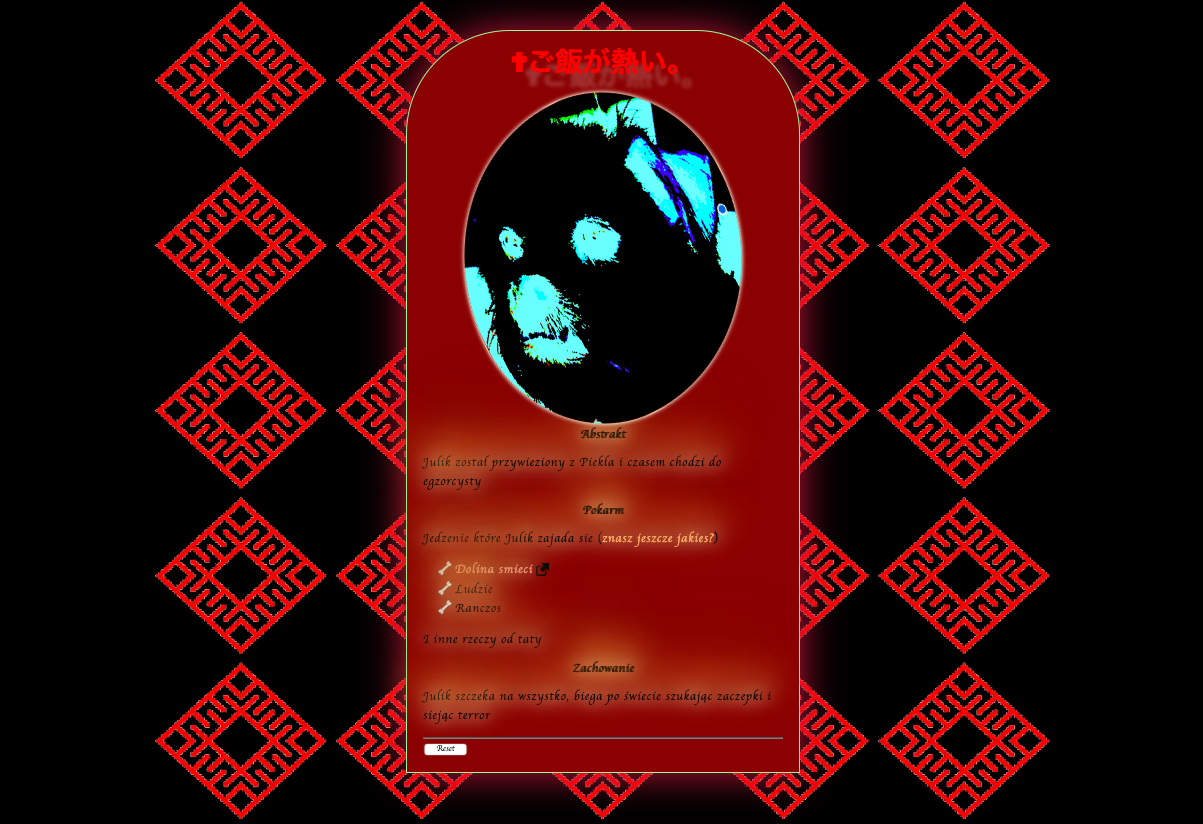 ✝ご飯が熱い。
Abstrakt
Julik został przywieziony z Piekła i czasem chodzi do
egzorcysty
Pokarm
Jedzenie które Julik zajada sie (znasz jeszcze jakies?)
Dolina smieci
Ludzie
Ranczos
I inne rzeczy od taty
Zachowanie
Julik szczeka na wszystko, biega po świecie szukając zaczepki i
siejąc terror
Reset